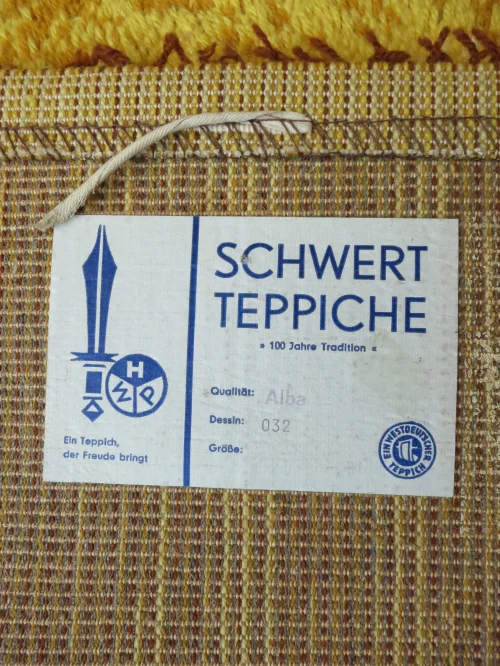 SCHWERT
TEPPICHE
» 100 Jahre Tradition «
Qualität: Alba
Dessin: 032
Größe:
H
W P
Ein Teppich,
der Freude bringt
EIN WESTDEUTSCHER
TEPPICH